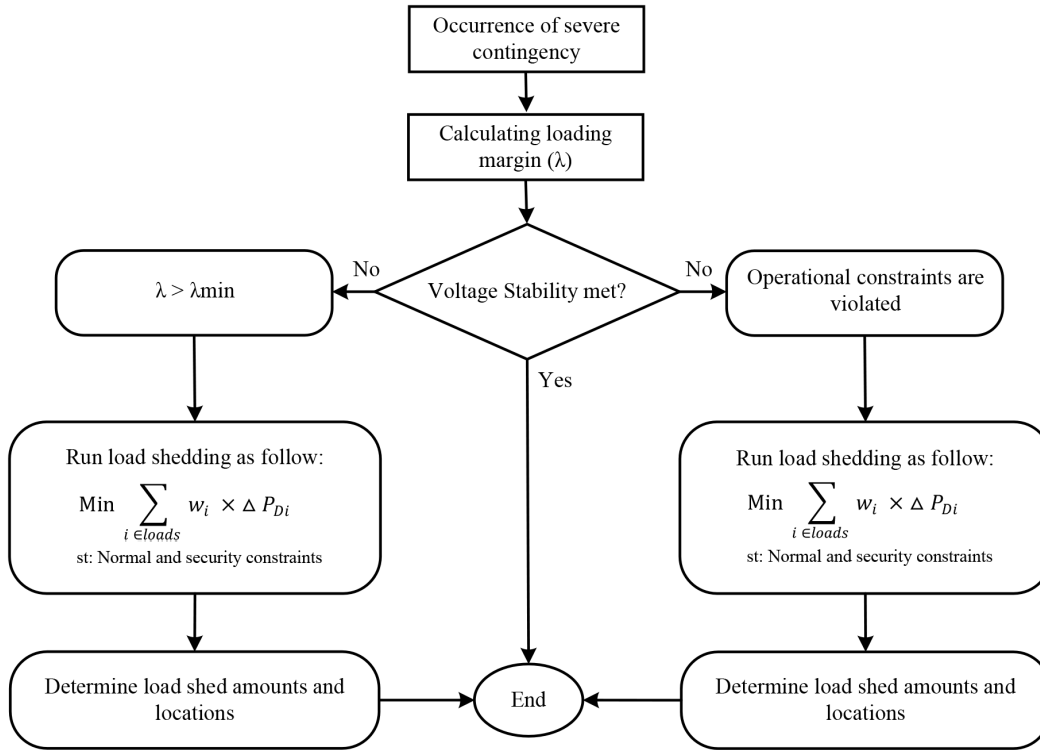 Occurrence of severe
contingency
Calculating loading
margin (λ)
No
No
λ > λmin
Voltage Stability met?
Operational constraints are
violated
Yes
Run load shedding as follow:
Min ∑ w_i × △ P_Di
i ∈loads
st: Normal and security constraints
Run load shedding as follow:
Min ∑ w_i × △ P_Di
i ∈loads
st: Normal and security constraints
Determine load shed amounts and
locations
End
Determine load shed amounts and
locations